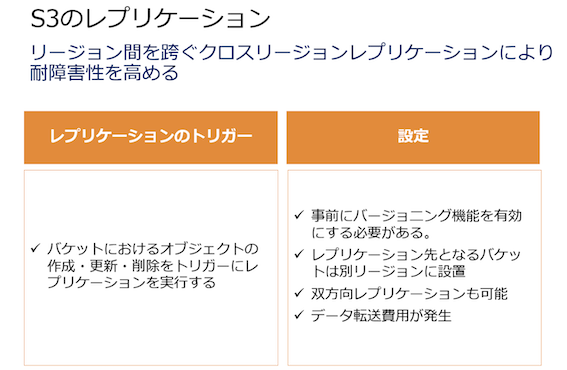 S3のレプリケーション
リージョン間を跨ぐクロスリージョンレプリケーションにより
耐障害性を高める
レプリケーションのトリガー
✓ バケットにおけるオブジェクトの
作成・更新・削除をトリガーにレ
プリケーションを実行する
設定
✓ 事前にバージョニング機能を有効
にする必要がある。
✓ レプリケーション先となるバケッ
トは別リージョンに設置
✓ 双方向レプリケーションも可能
✓ データ転送費用が発生